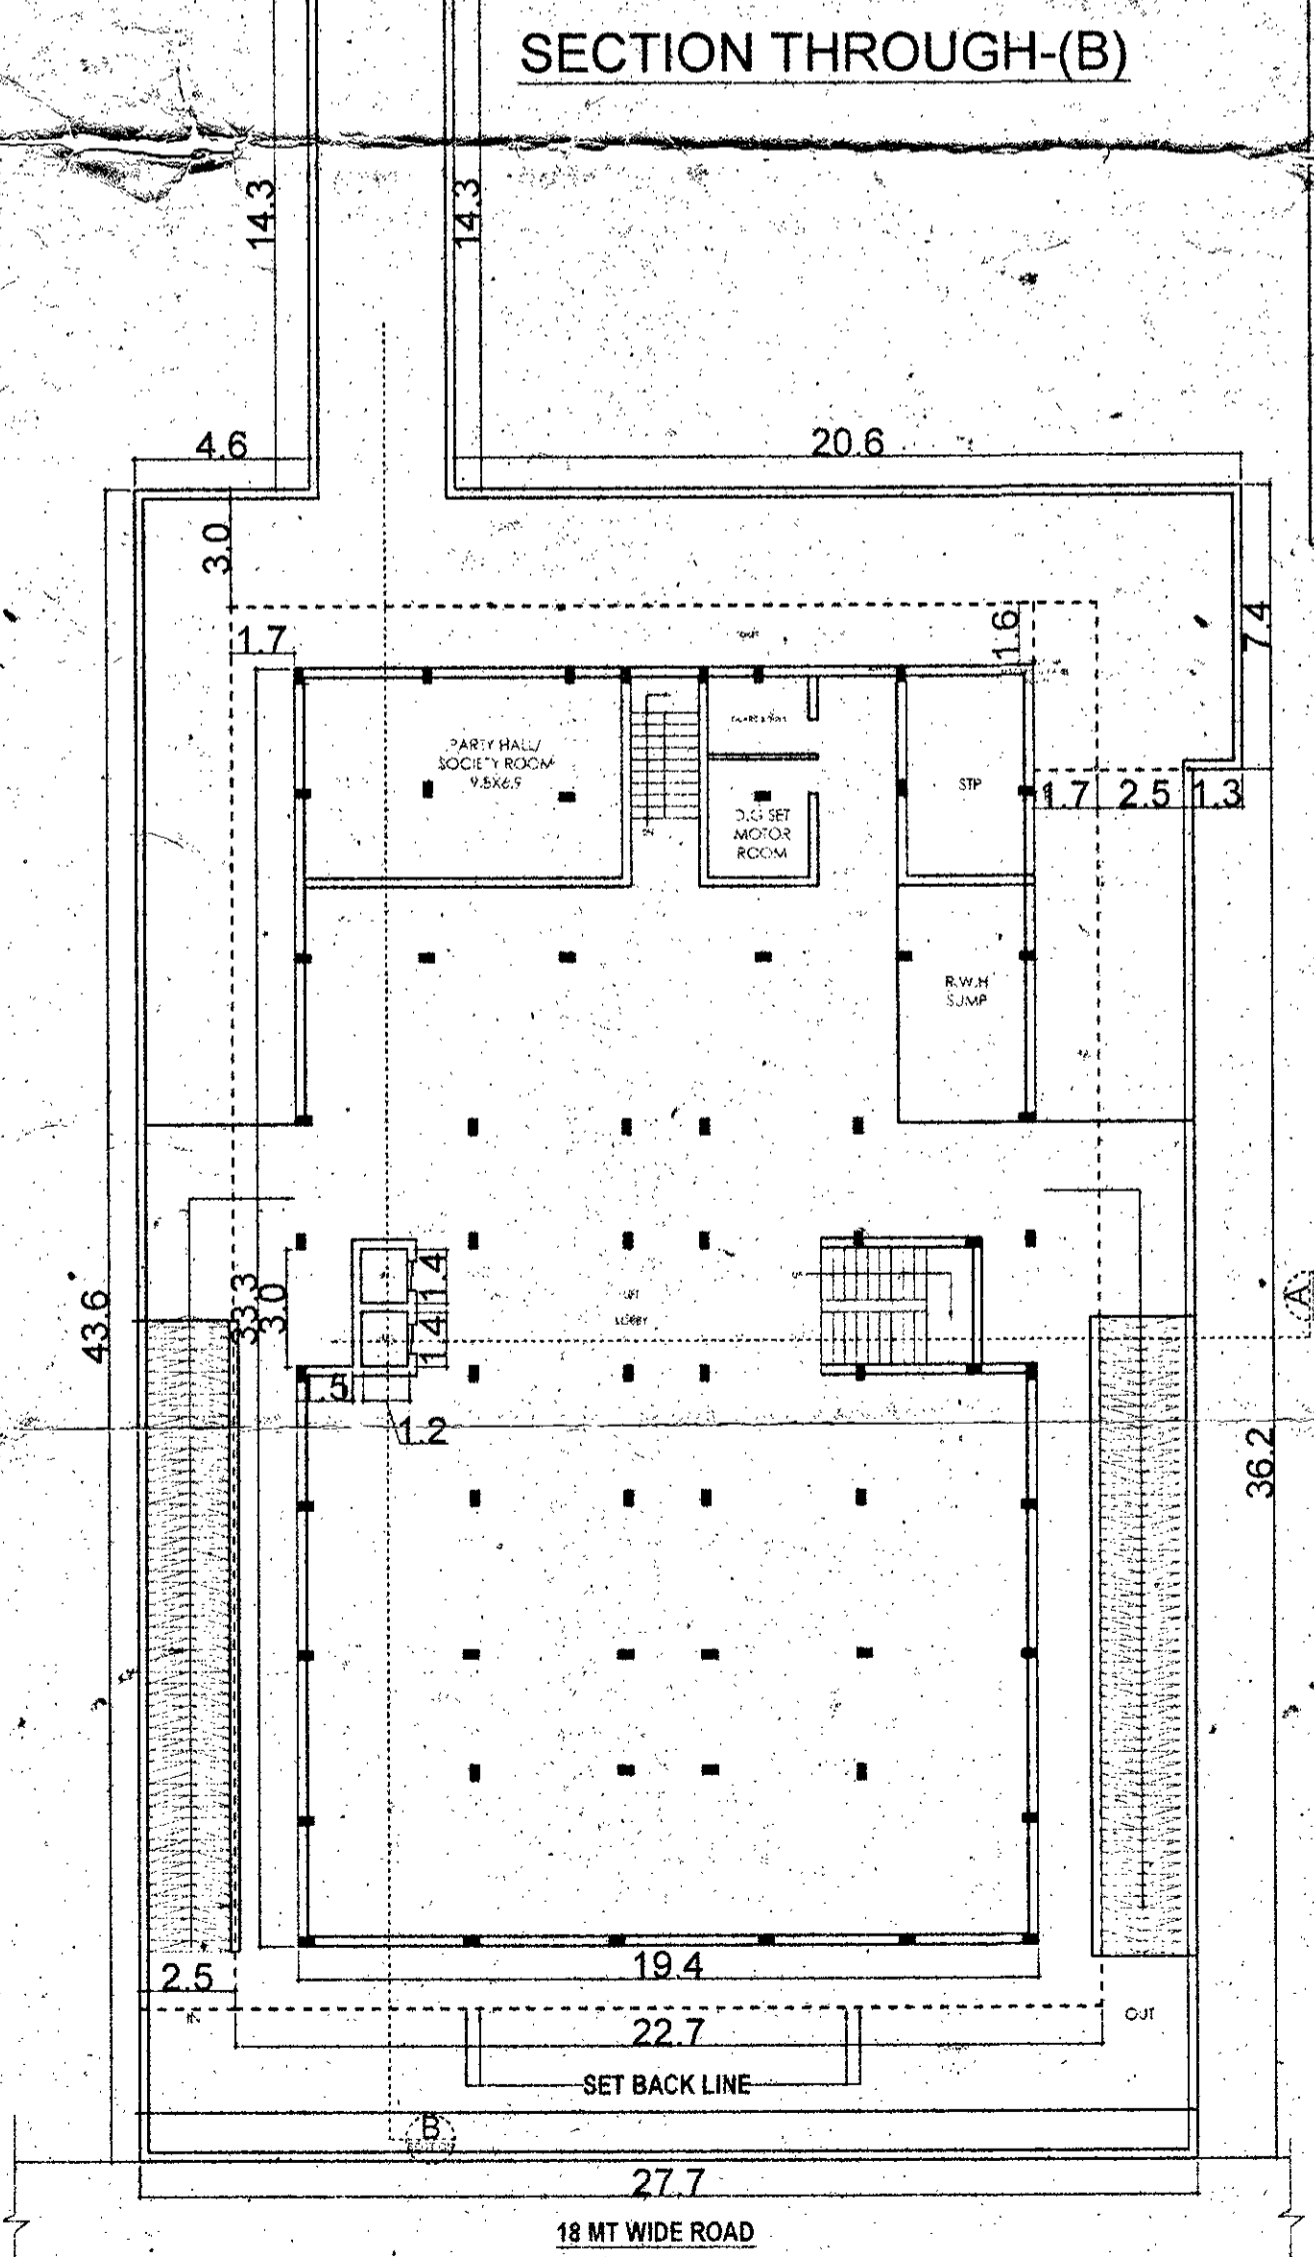 SECTION THROUGH-(B)
14.3
14.3
4.6
20.6
3.0
1.7
OUT
1.6
7.4
PARTY HALL/
SOCIETY ROOM
9.5X6.9
STP
1.7
2.5
1.3
D.G SET
MOTOR
ROOM
IN
R.W.H
SUMP
43.6
33.3
3.0
1.4
1.4
LIFT
LOBBY
A
1.5
1.2
36.2
19.4
2.5
IN
22.7
OUT
SET BACK LINE
B
27.7
18 MT WIDE ROAD